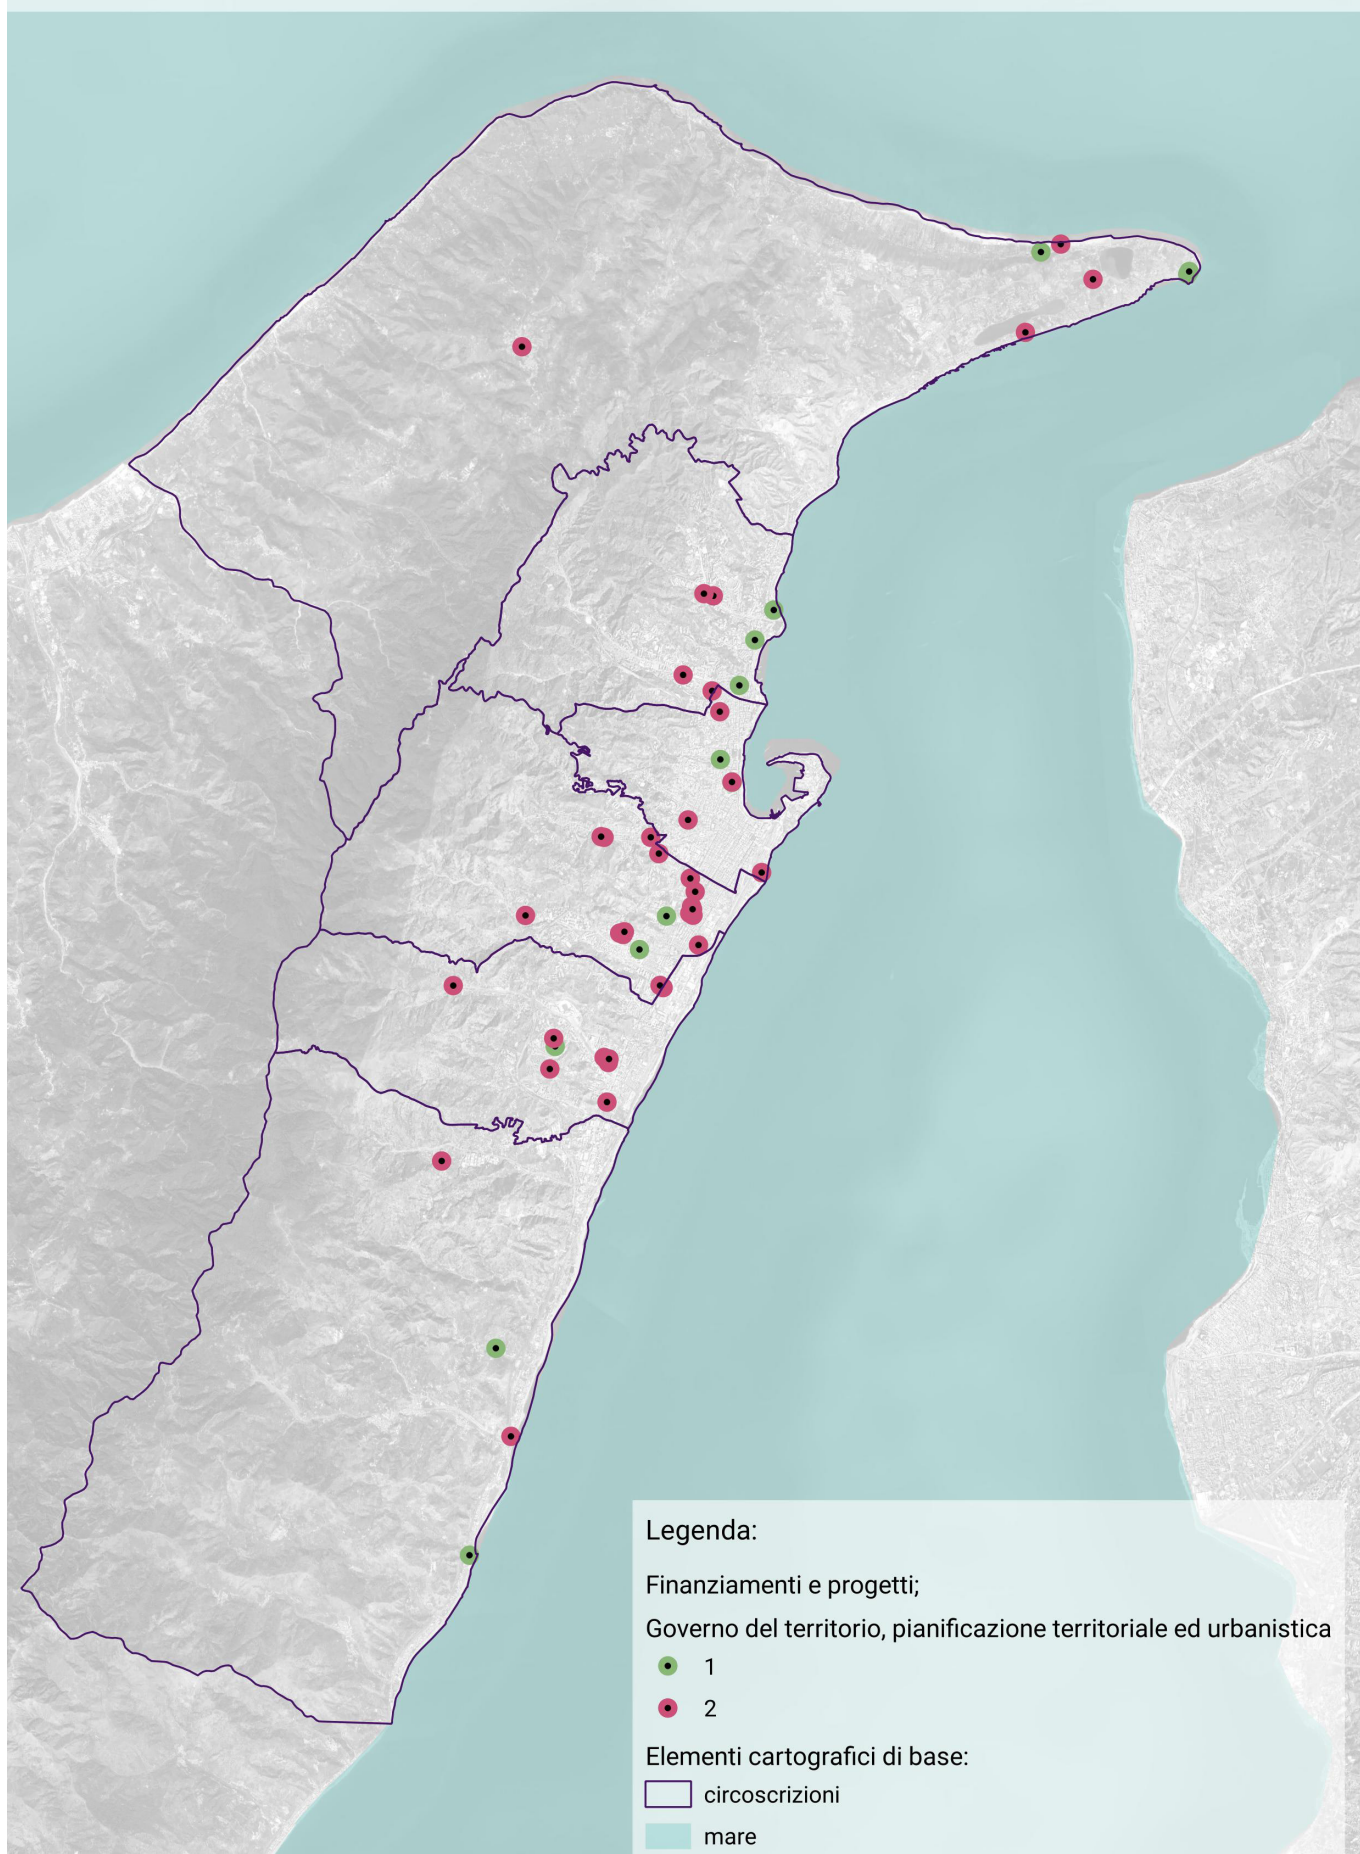 Legenda:
Finanziamenti e progetti;
Governo del territorio, pianificazione territoriale ed urbanistica
1
2
Elementi cartografici di base:
circoscrizioni
mare